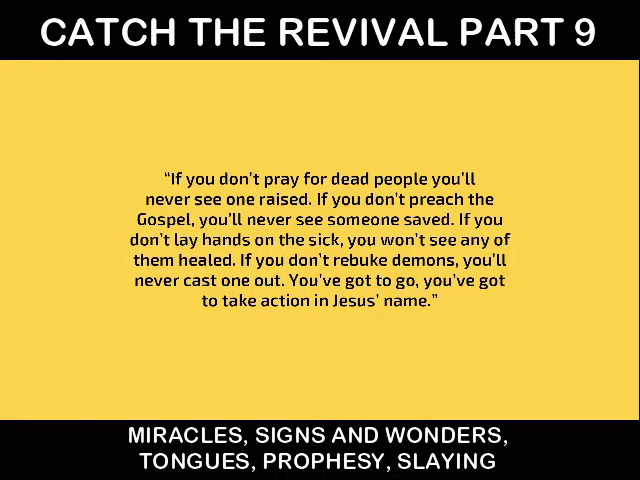 CATCH THE REVIVAL PART 9
“If you don’t pray for dead people you’ll
never see one raised. If you don’t preach the
Gospel, you’ll never see someone saved. If you
don’t lay hands on the sick, you won’t see any of
them healed. If you don’t rebuke demons, you’ll
never cast one out. You’ve got to go, you’ve got
to take action in Jesus’ name.”
MIRACLES, SIGNS AND WONDERS,
TONGUES, PROPHESY, SLAYING